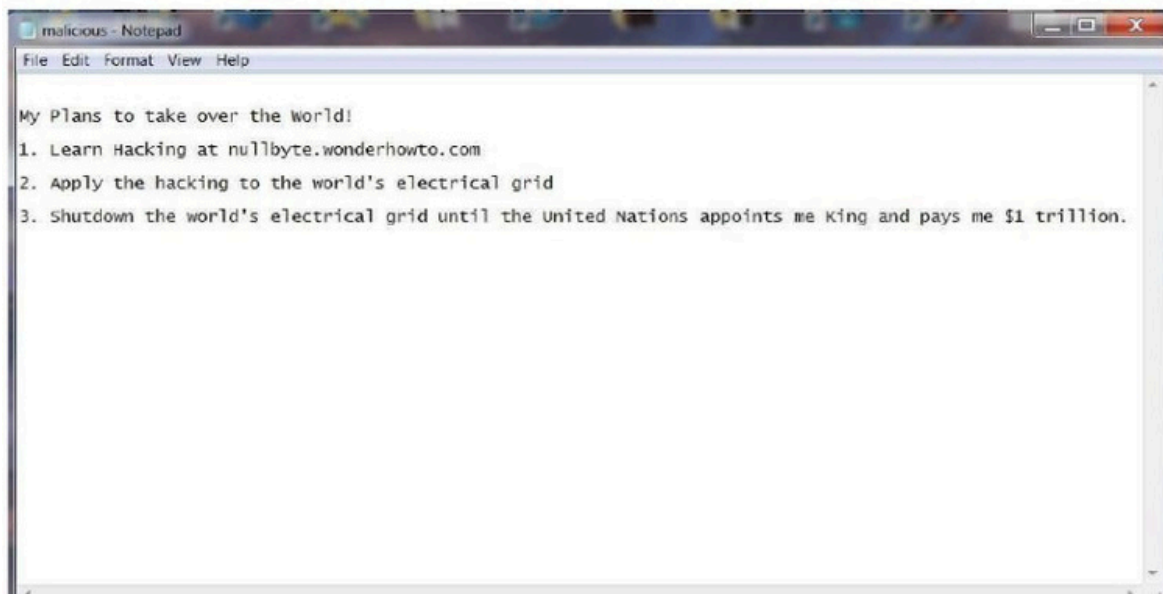 malicious - Notepad
File Edit Format View Help
My Plans to take over the World!
1. Learn Hacking at nullbyte.wonderhowto.com
2. Apply the hacking to the world's electrical grid
3. Shutdown the world's electrical grid until the United Nations appoints me King and pays me $1 trillion.